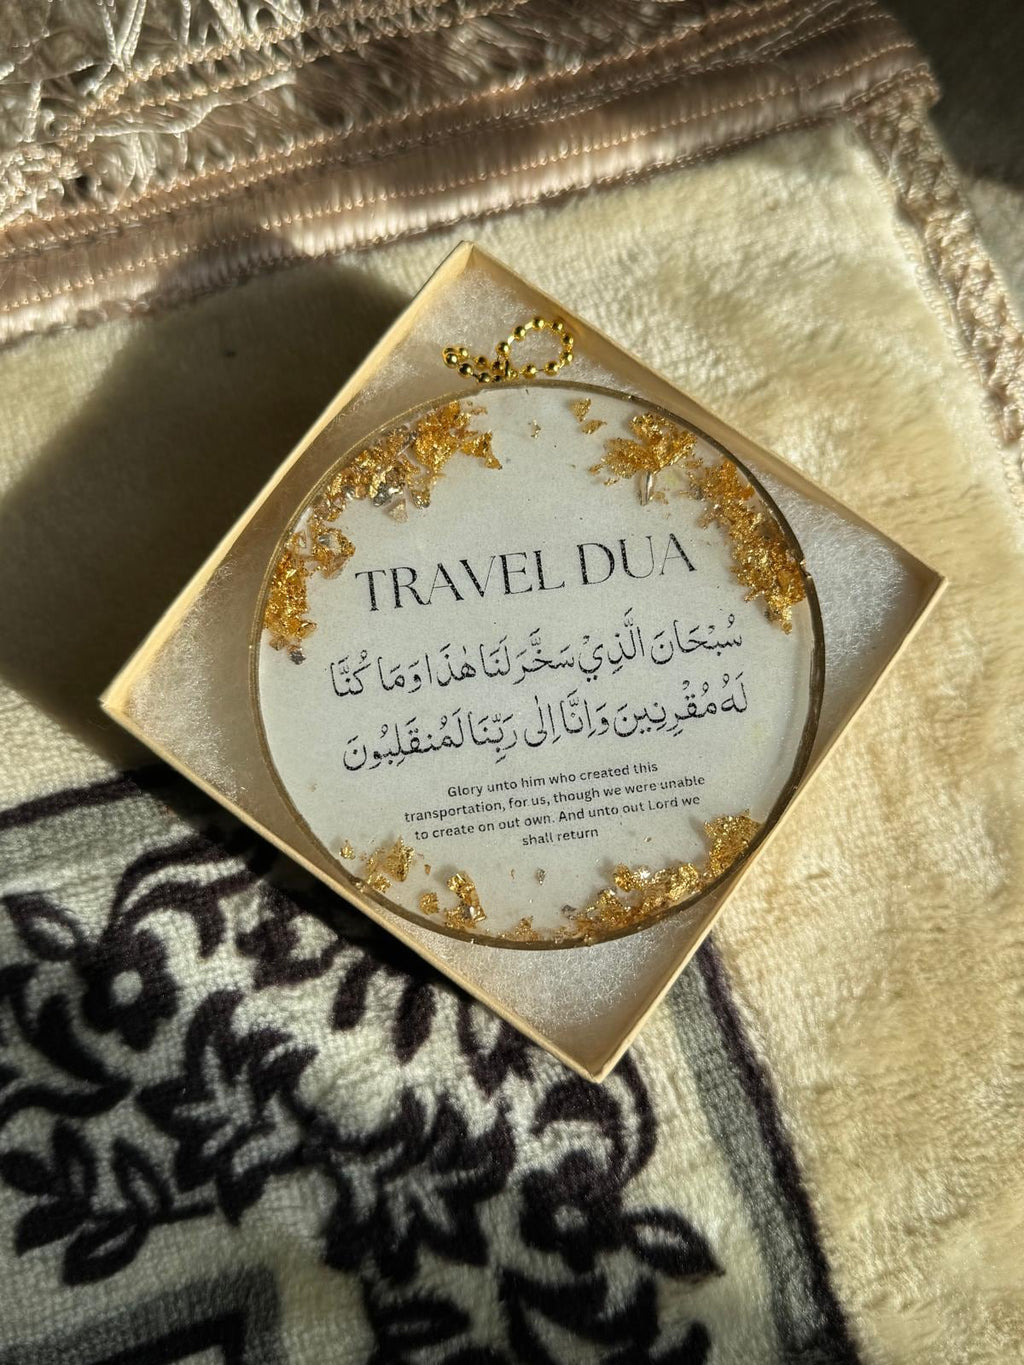 TRAVEL DUA
سُبْحَانَ الَّذِيْ سَخَّرَ لَنَا هٰذَا وَمَا كُنَّا
لَهُ مُقْرِنِينَ وَاِنَّا اِلٰى رَبِّنَا لَمُنقَلِبُونَ
Glory unto him who created this
transportation, for us, though we were unable
to create on out own. And unto out Lord we
shall return